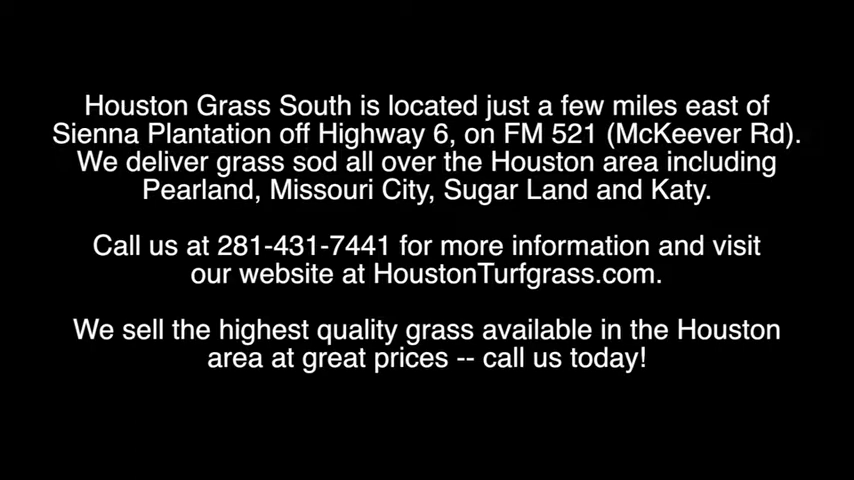 Houston Grass South is located just a few miles east of
Sienna Plantation off Highway 6, on FM 521 (McKeever Rd).
We deliver grass sod all over the Houston area including
Pearland, Missouri City, Sugar Land and Katy.
Call us at 281-431-7441 for more information and visit
our website at HoustonTurfgrass.com.
We sell the highest quality grass available in the Houston
area at great prices -- call us today!